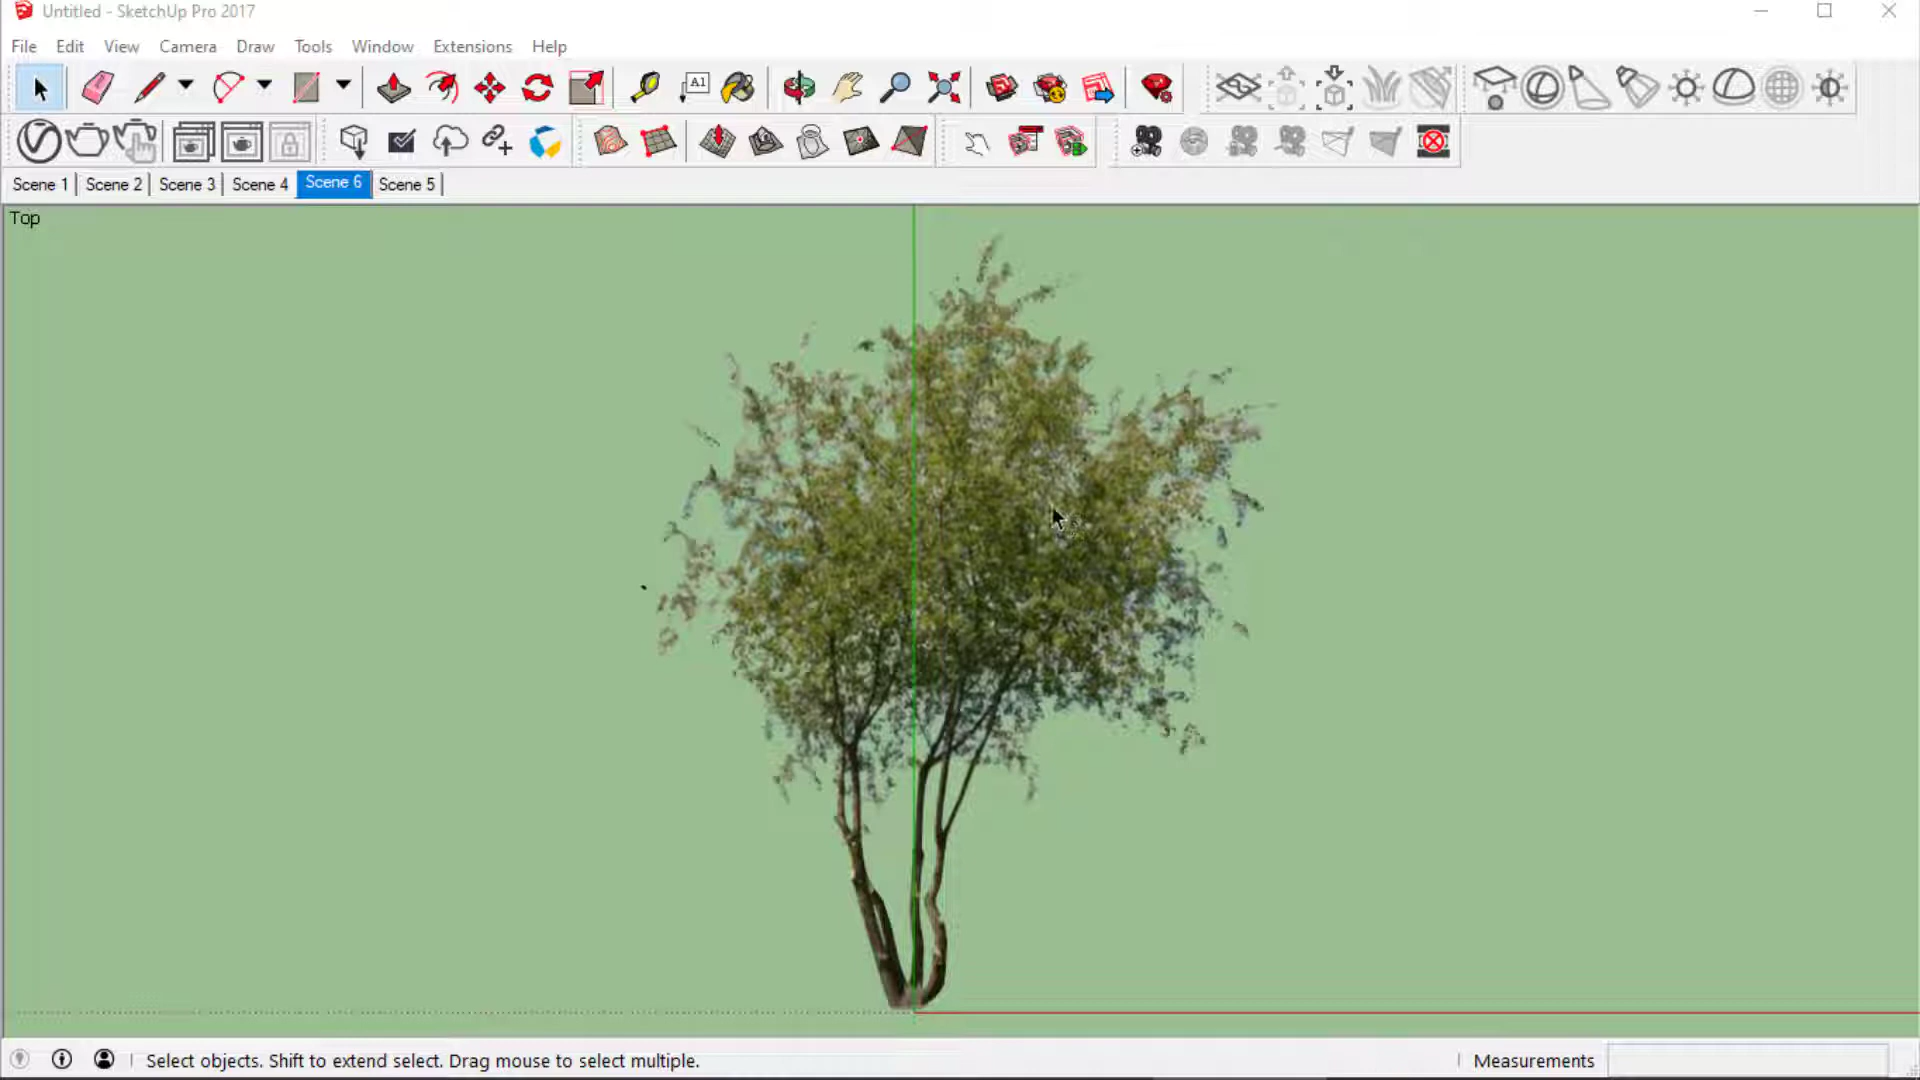 Untitled - SketchUp Pro 2017
File Edit View Camera Draw Tools Window Extensions Help
A1
Scene 1 Scene 2 Scene 3 Scene 4 Scene 6 Scene 5
Top
Select objects. Shift to extend select. Drag mouse to select multiple.
Measurements